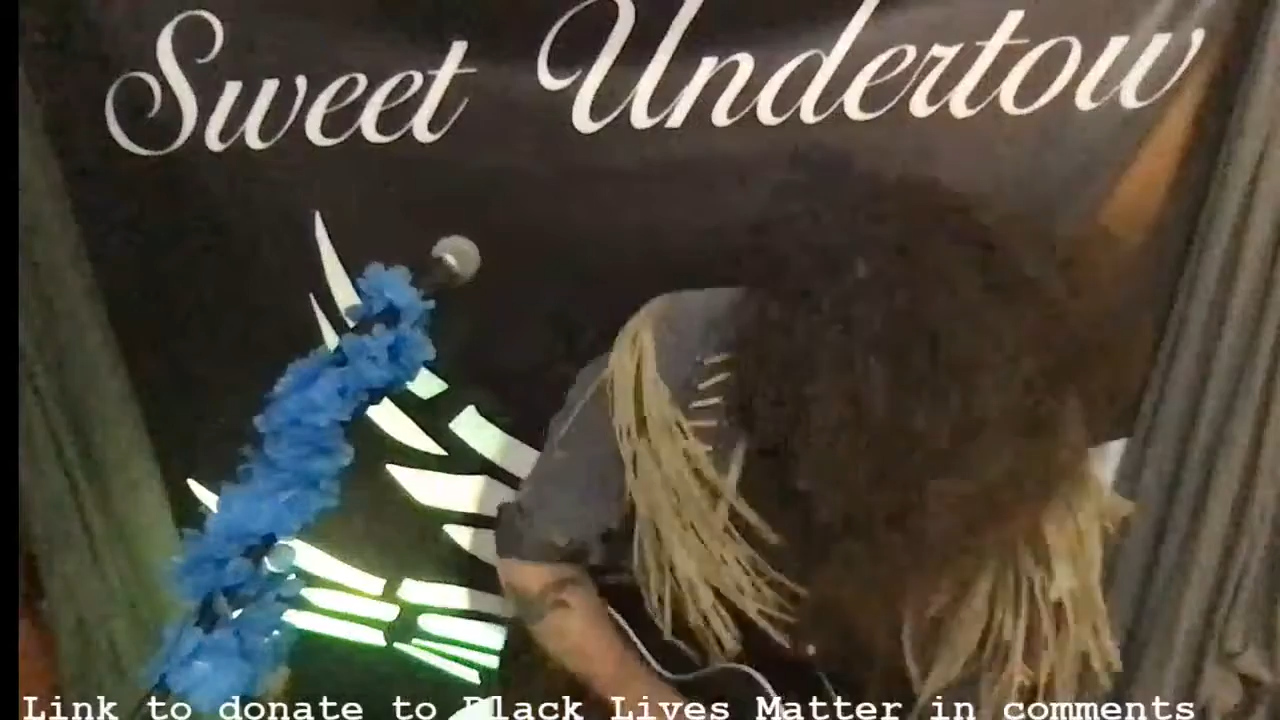 Sweet Undertow
Link to donate to Black Lives Matter in comments